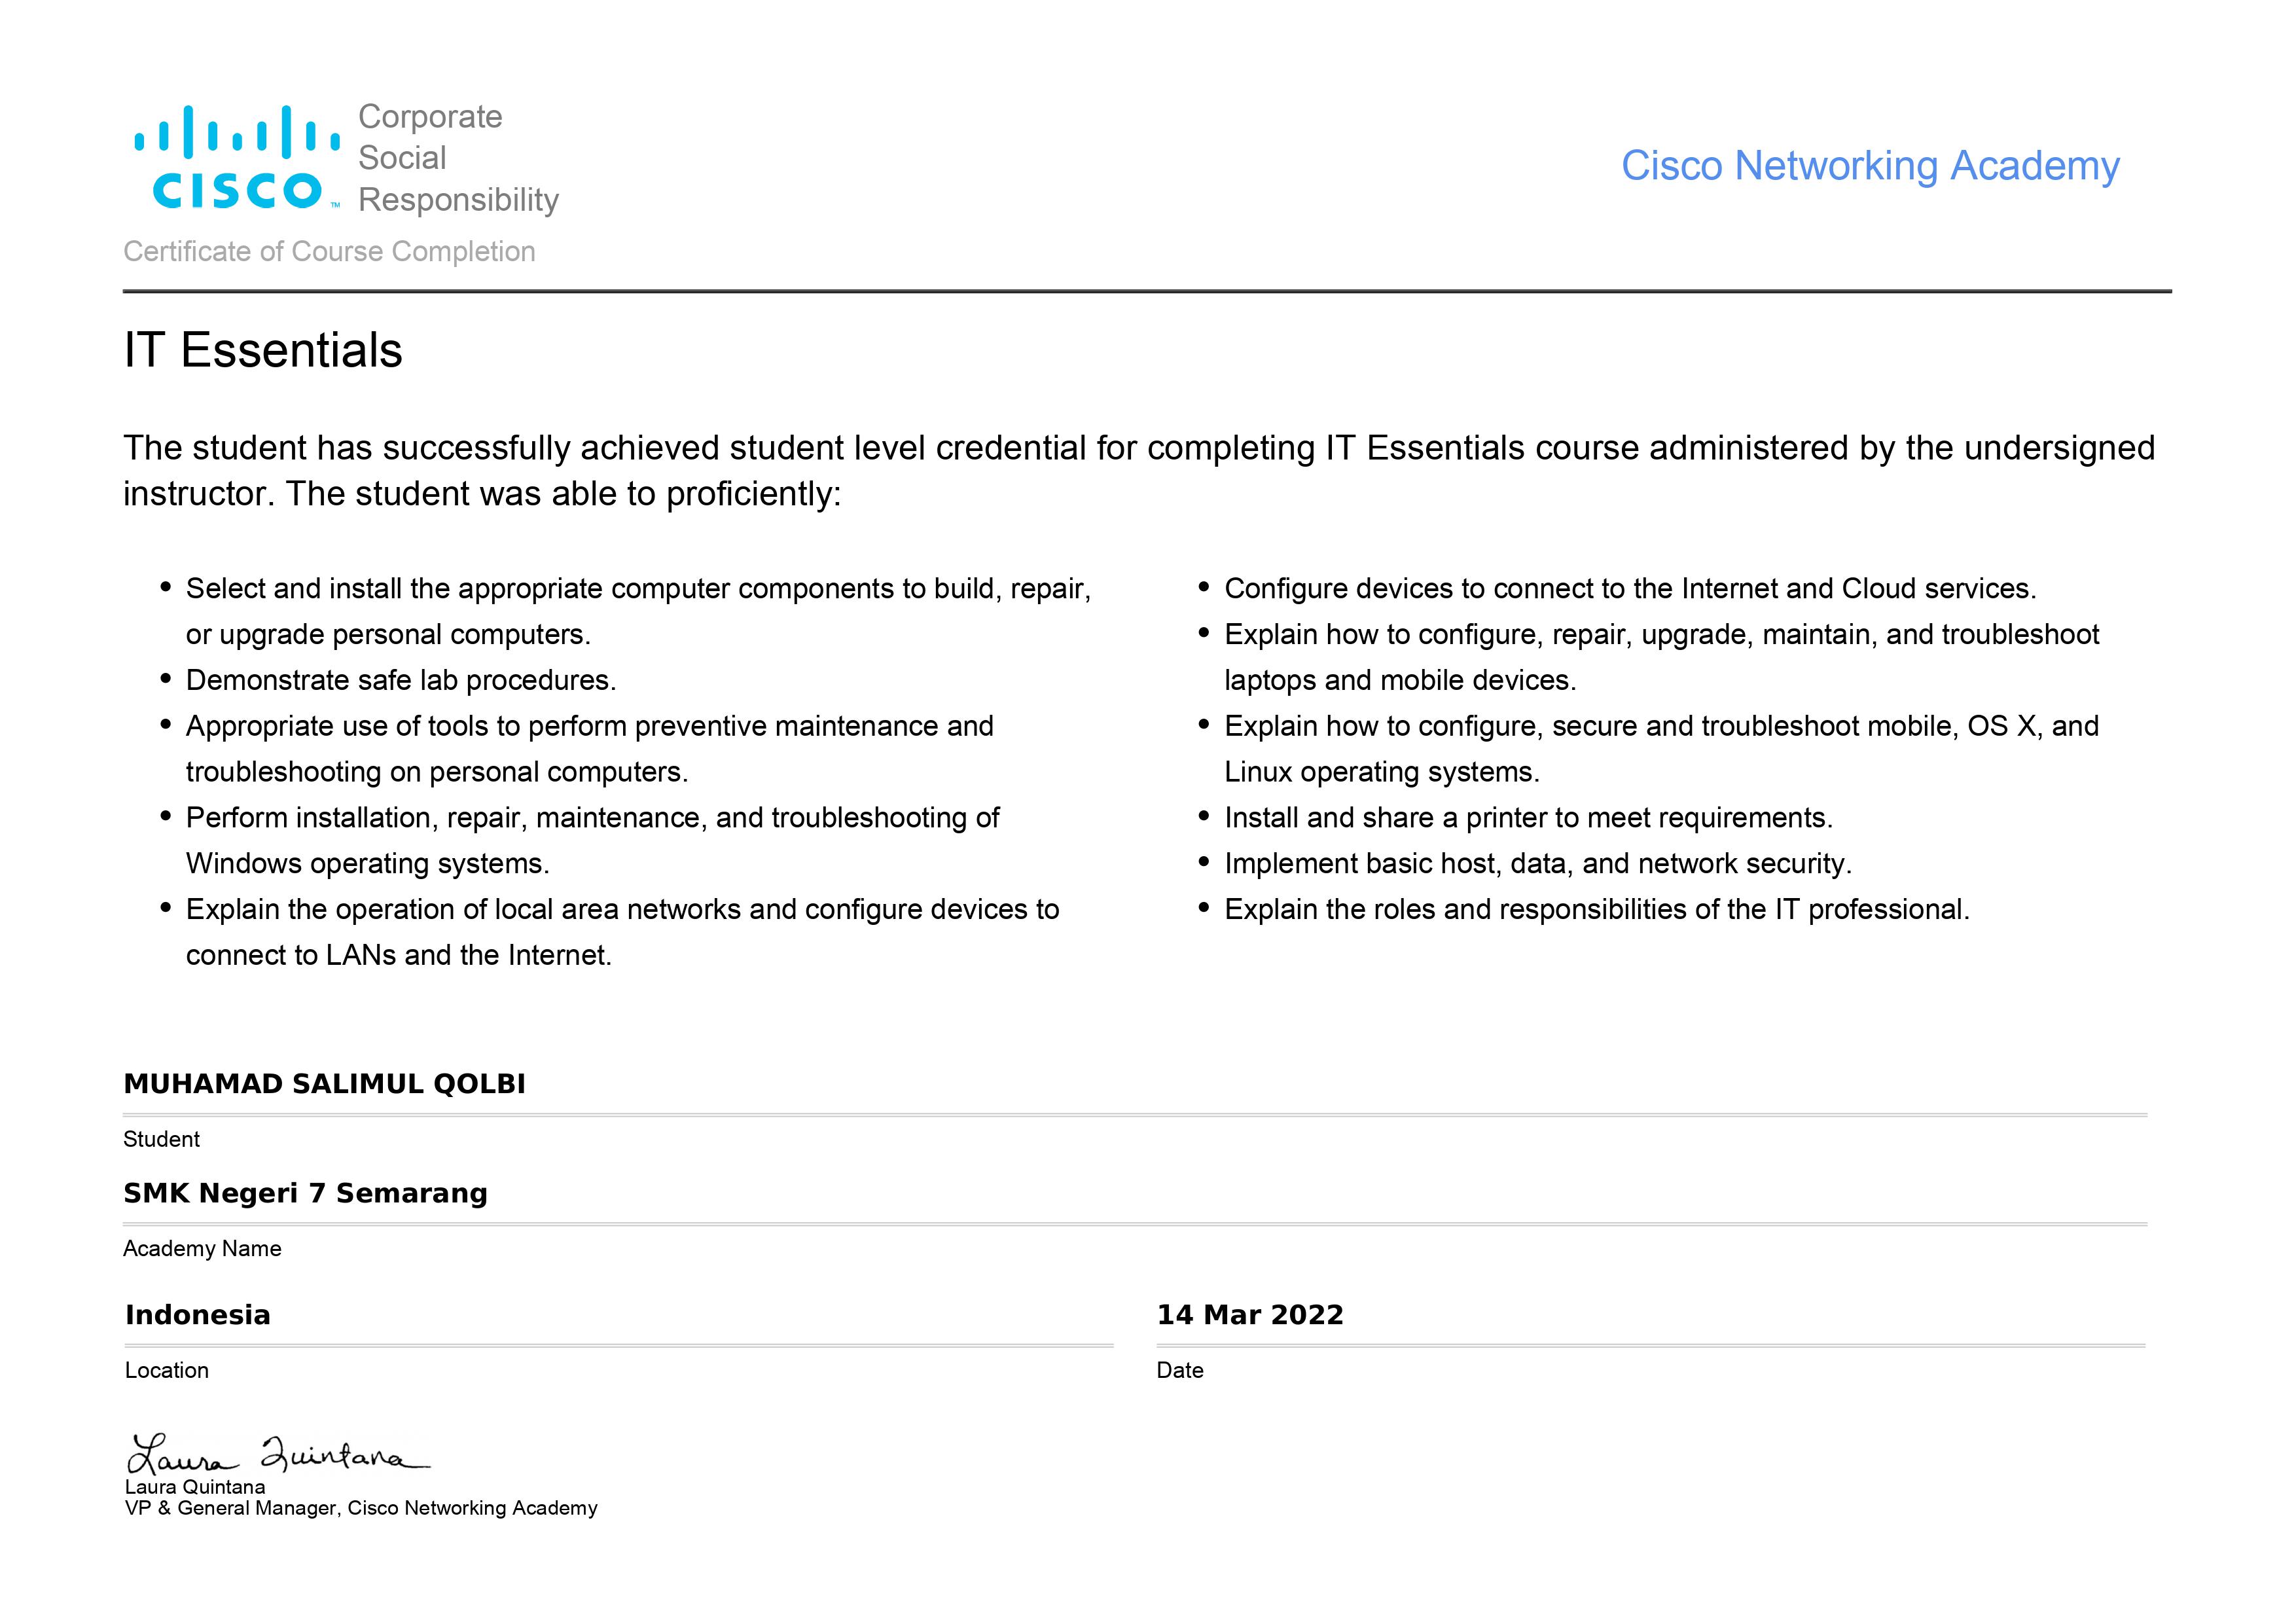 CISCO™
Corporate
Social
Responsibility
Cisco Networking Academy
Certificate of Course Completion
IT Essentials
The student has successfully achieved student level credential for completing IT Essentials course administered by the undersigned
instructor. The student was able to proficiently:
• Select and install the appropriate computer components to build, repair,
or upgrade personal computers.
• Demonstrate safe lab procedures.
• Appropriate use of tools to perform preventive maintenance and
troubleshooting on personal computers.
• Perform installation, repair, maintenance, and troubleshooting of
Windows operating systems.
• Explain the operation of local area networks and configure devices to
connect to LANs and the Internet.
• Configure devices to connect to the Internet and Cloud services.
• Explain how to configure, repair, upgrade, maintain, and troubleshoot
laptops and mobile devices.
• Explain how to configure, secure and troubleshoot mobile, OS X, and
Linux operating systems.
• Install and share a printer to meet requirements.
• Implement basic host, data, and network security.
• Explain the roles and responsibilities of the IT professional.
MUHAMAD SALIMUL QOLBI
Student
SMK Negeri 7 Semarang
Academy Name
Indonesia
Location
14 Mar 2022
Date
Laura Quintana
Laura Quintana
VP & General Manager, Cisco Networking Academy